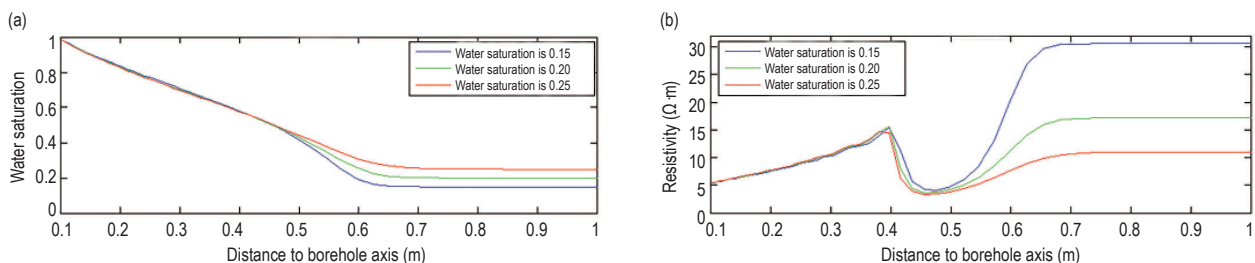 (a)
1
0.8
0.6
0.4
0.2
0
Water saturation
Water saturation is 0.15
Water saturation is 0.20
Water saturation is 0.25
0.1 0.2 0.3 0.4 0.5 0.6 0.7 0.8 0.9 1
Distance to borehole axis (m)
(b)
30
25
20
15
10
5
0
Resistivity (Ω·m)
Water saturation is 0.15
Water saturation is 0.20
Water saturation is 0.25
0.1 0.2 0.3 0.4 0.5 0.6 0.7 0.8 0.9 1
Distance to borehole axis (m)